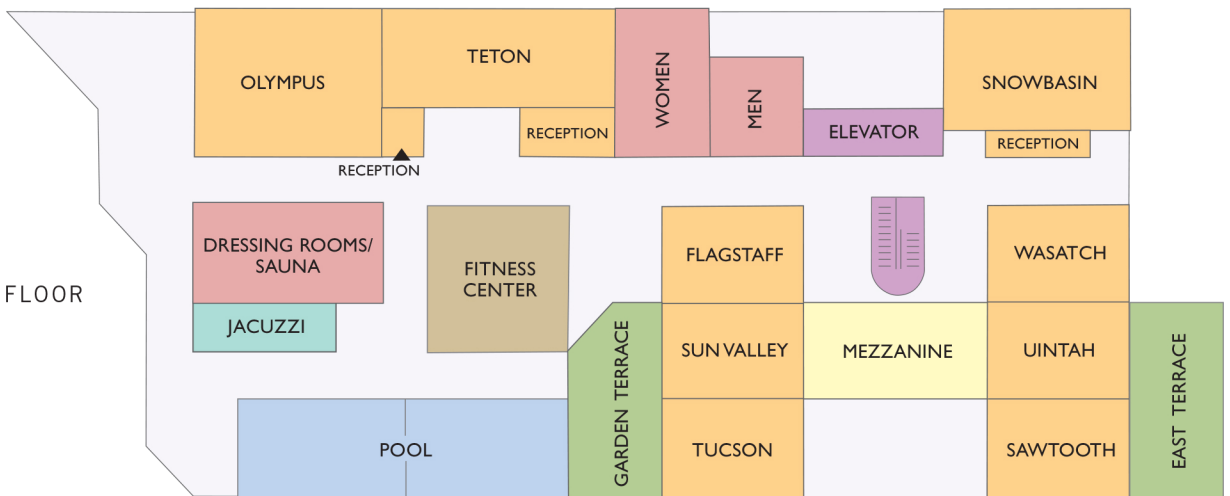 OLYMPUS
TETON
WOMEN
MEN
ELEVATOR
SNOWBASIN
RECEPTION
RECEPTION
RECEPTION
DRESSING ROOMS/
SAUNA
JACUZZI
FITNESS
CENTER
FLAGSTAFF
WASATCH
FLOOR
GARDEN TERRACE
SUN VALLEY
MEZZANINE
UINTAH
EAST TERRACE
POOL
TUCSON
SAWTOOTH